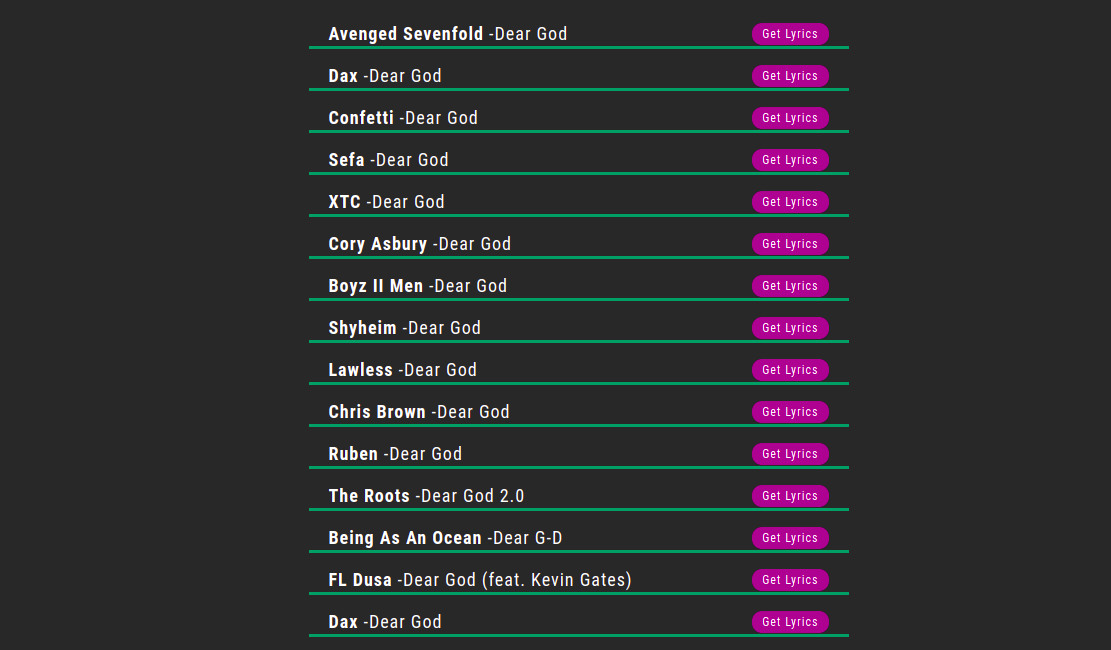 Avenged Sevenfold -Dear God Get Lyrics
Dax -Dear God Get Lyrics
Confetti -Dear God Get Lyrics
Sefa -Dear God Get Lyrics
XTC -Dear God Get Lyrics
Cory Asbury -Dear God Get Lyrics
Boyz II Men -Dear God Get Lyrics
Shyheim -Dear God Get Lyrics
Lawless -Dear God Get Lyrics
Chris Brown -Dear God Get Lyrics
Ruben -Dear God Get Lyrics
The Roots -Dear God 2.0 Get Lyrics
Being As An Ocean -Dear G-D Get Lyrics
FL Dusa -Dear God (feat. Kevin Gates) Get Lyrics
Dax -Dear God Get Lyrics